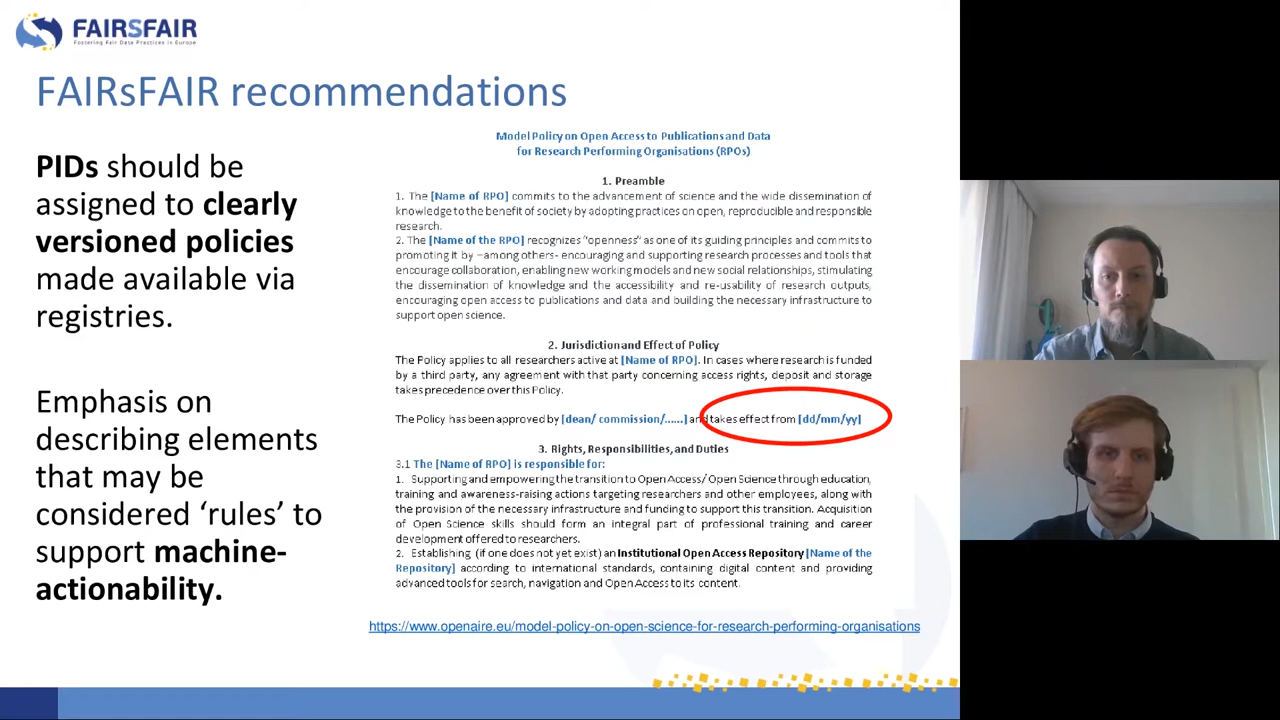 FAIRSFAIR
Fostering Fair Data Practices in Europe
FAIRsFAIR recommendations
PIDs should be
assigned to clearly
versioned policies
made available via
registries.
Emphasis on
describing elements
that may be
considered ‘rules’ to
support machine-
actionability.
Model Policy on Open Access to Publications and Data
for Research Performing Organisations (RPOs)
1. Preamble
1. The [Name of RPO] commits to the advancement of science and the wide dissemination of
knowledge to the benefit of society by adopting practices on open, reproducible and responsible
research.
2. The [Name of the RPO] recognizes “openness” as one of its guiding principles and commits to
promoting it by –among others- encouraging and supporting research processes and tools that
encourage collaboration, enabling new working models and new social relationships, stimulating
the dissemination of knowledge and the accessibility and re-usability of research outputs,
encouraging open access to publications and data and building the necessary infrastructure to
support open science.
2. Jurisdiction and Effect of Policy
The Policy applies to all researchers active at [Name of RPO]. In cases where research is funded
by a third party, any agreement with that party concerning access rights, deposit and storage
takes precedence over this Policy.
The Policy has been approved by [dean/ commission/......] and takes effect from [dd/mm/yy]
3. Rights, Responsibilities, and Duties
3.1 The [Name of RPO] is responsible for:
1. Supporting and empowering the transition to Open Access/ Open Science through education,
training and awareness-raising actions targeting researchers and other employees, along with
the provision of the necessary infrastructure and funding to support this transition. Acquisition
of Open Science skills should form an integral part of professional training and career
development offered to researchers.
2. Establishing (if one does not yet exist) an Institutional Open Access Repository [Name of the
Repository] according to international standards, containing digital content and providing
advanced tools for search, navigation and Open Access to its content.
https://www.openaire.eu/model-policy-on-open-science-for-research-performing-organisations